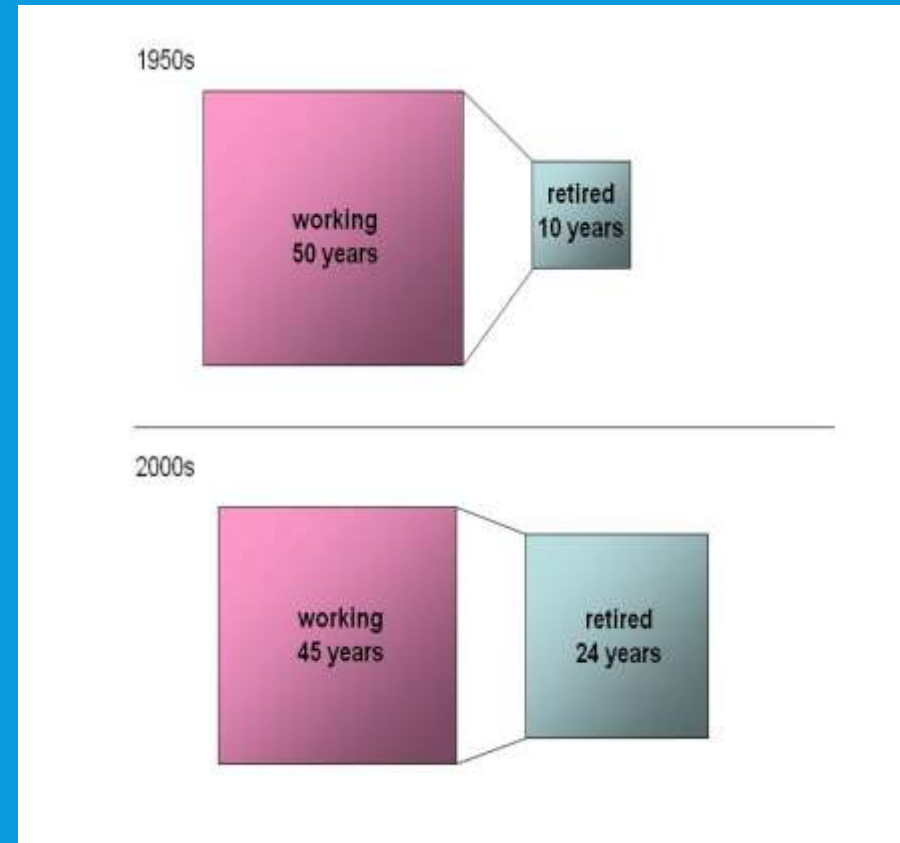 1950s
working
50 years
retired
10 years
2000s
working
45 years
retired
24 years